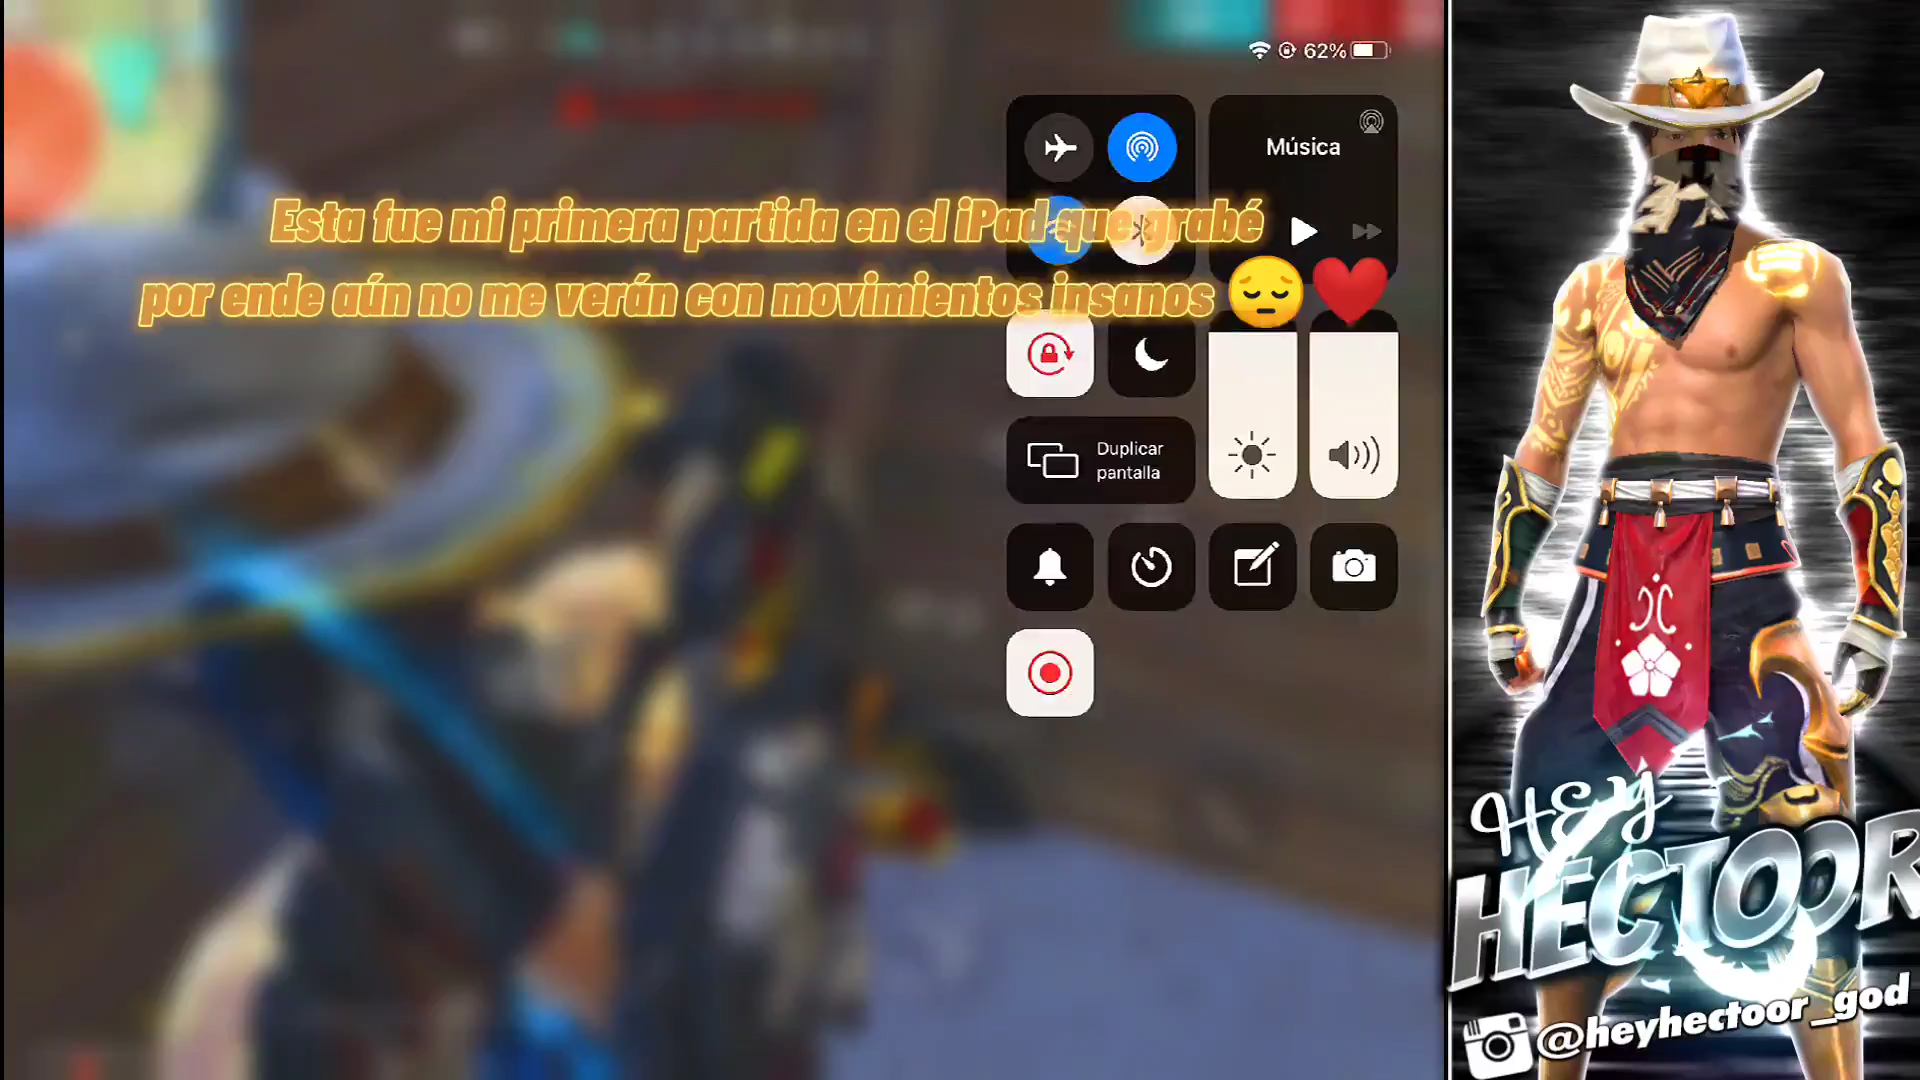 62%
Música
Esta fue mi primera partida en el iPad que grabé
por ende aún no me verán con movimientos insanos 😔❤️
Duplicar
pantalla
Hey
HECTOOR
@heyhectoor_god